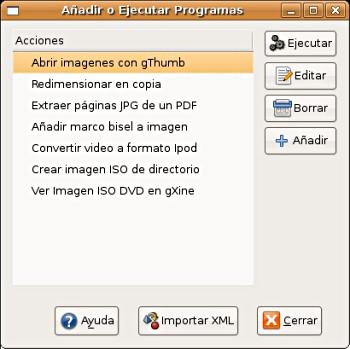 Añadir o Ejecutar Programas
Acciones
Abrir imagenes con gThumb
Redimensionar en copia
Extraer páginas JPG de un PDF
Añadir marco bisel a imagen
Convertir video a formato Ipod
Crear imagen ISO de directorio
Ver Imagen ISO DVD en gXine
Ejecutar
Editar
Borrar
Añadir
Ayuda
Importar XML
Cerrar